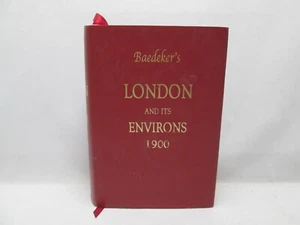 Baedeker's
LONDON
AND ITS
ENVIRONS
1900